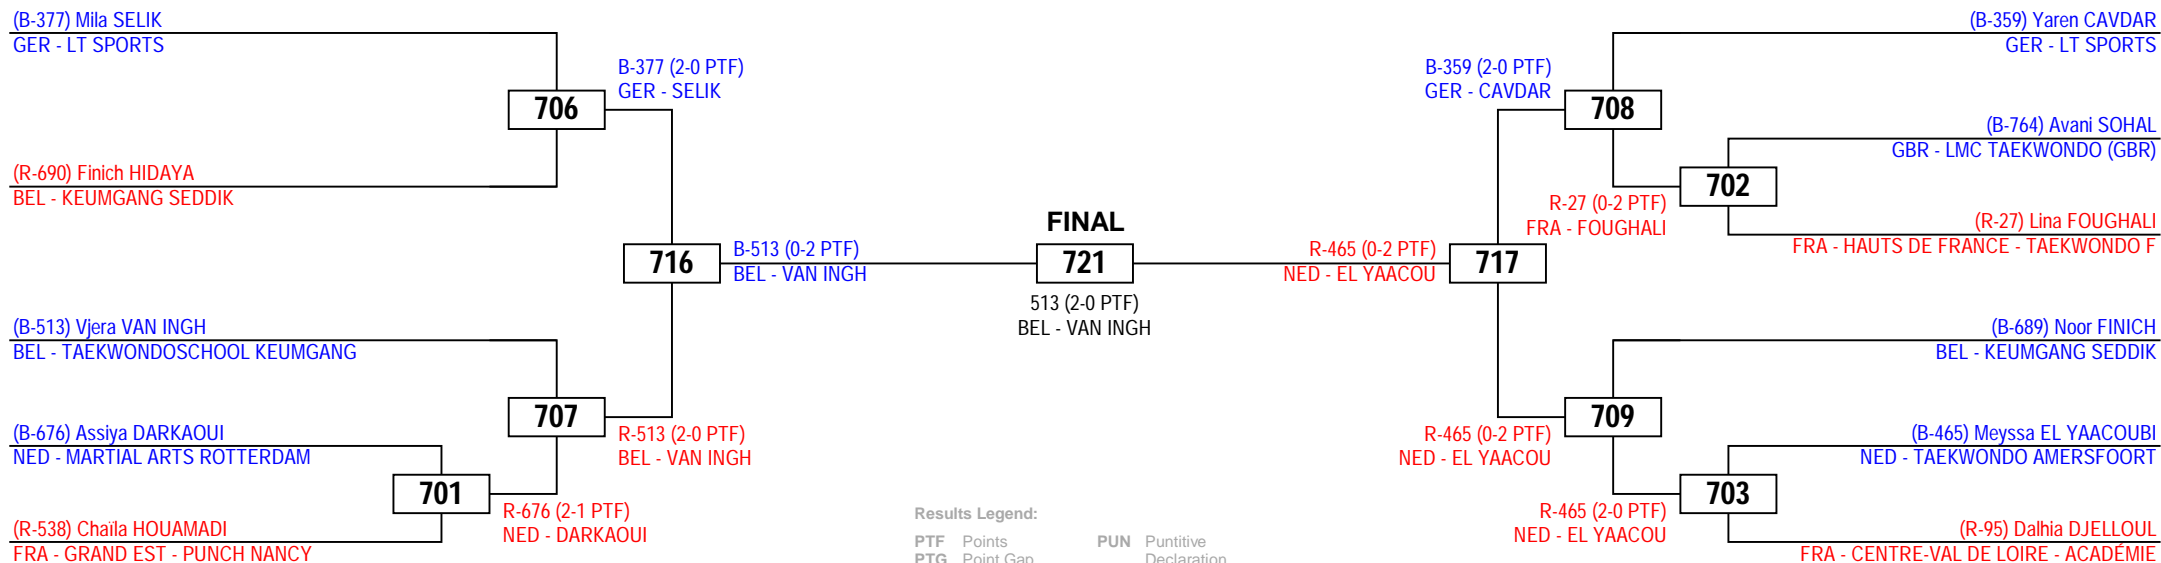 (B-377) Mila SELIK
GER - LT SPORTS
706
B-377 (2-0 PTF)
GER - SELIK
(R-690) Finich HIDAYA
BEL - KEUMGANG SEDDIK
716
B-513 (0-2 PTF)
BEL - VAN INGH
(B-513) Vjera VAN INGH
BEL - TAEKWONDOSCHOOL KEUMGANG
707
R-513 (2-0 PTF)
BEL - VAN INGH
(B-676) Assiya DARKAOUI
NED - MARTIAL ARTS ROTTERDAM
701
R-676 (2-1 PTF)
NED - DARKAOUI
(R-538) Chaïla HOUAMADI
FRA - GRAND EST - PUNCH NANCY
FINAL
721
513 (2-0 PTF)
BEL - VAN INGH
(B-359) Yaren CAVDAR
GER - LT SPORTS
B-359 (2-0 PTF)
GER - CAVDAR
708
(B-764) Avani SOHAL
GBR - LMC TAEKWONDO (GBR)
702
R-27 (0-2 PTF)
FRA - FOUGHALI
(R-27) Lina FOUGHALI
FRA - HAUTS DE FRANCE - TAEKWONDO F
R-465 (0-2 PTF)
NED - EL YAACOU
717
(B-689) Noor FINICH
BEL - KEUMGANG SEDDIK
709
R-465 (0-2 PTF)
NED - EL YAACOU
(B-465) Meyssa EL YAACOUBI
NED - TAEKWONDO AMERSFOORT
703
R-465 (2-0 PTF)
NED - EL YAACOU
(R-95) Dalhia DJELLOUL
FRA - CENTRE-VAL DE LOIRE - ACADÉMIE
Results Legend:
PTF Points PUN Puntitive
PTG Point Gap Declaration